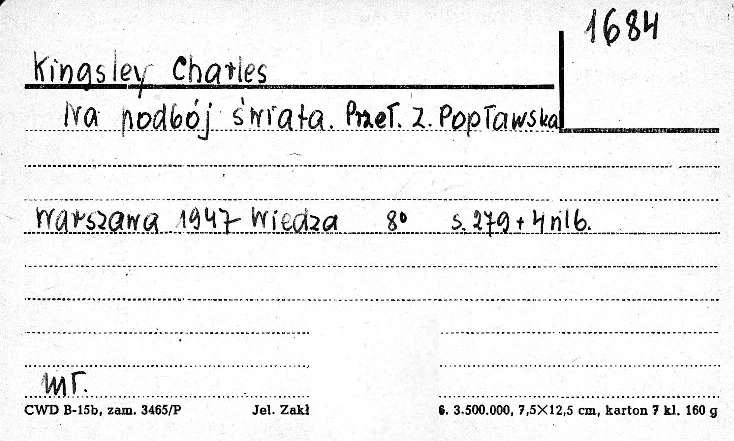 1684
Kingsley Charles
Na podbój świata. Przeł. Z. Popławska
Warszawa 1947 Wiedza 8° s. 279 + 4 nlb.
mr.
CWD B-15b, zam. 3465/P Jel. Zakł 6. 3.500.000, 7,5×12,5 cm, karton 7 kl. 160 g